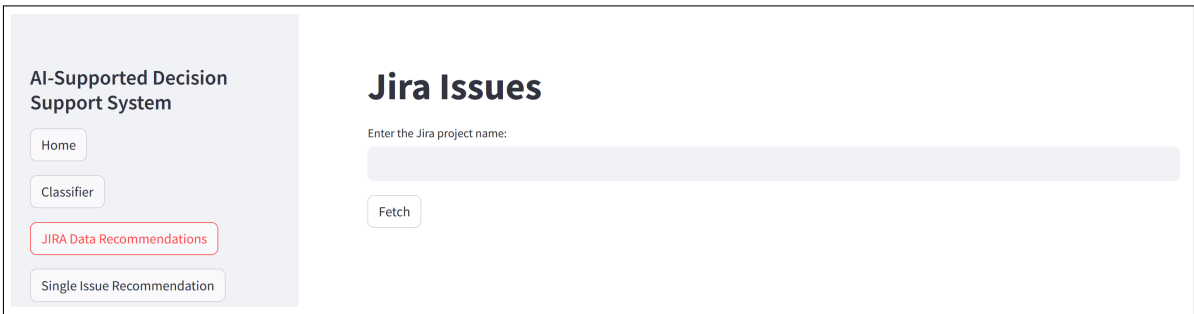 AI-Supported Decision
Support System
Home
Classifier
JIRA Data Recommendations
Single Issue Recommendation
Jira Issues
Enter the Jira project name:
Fetch